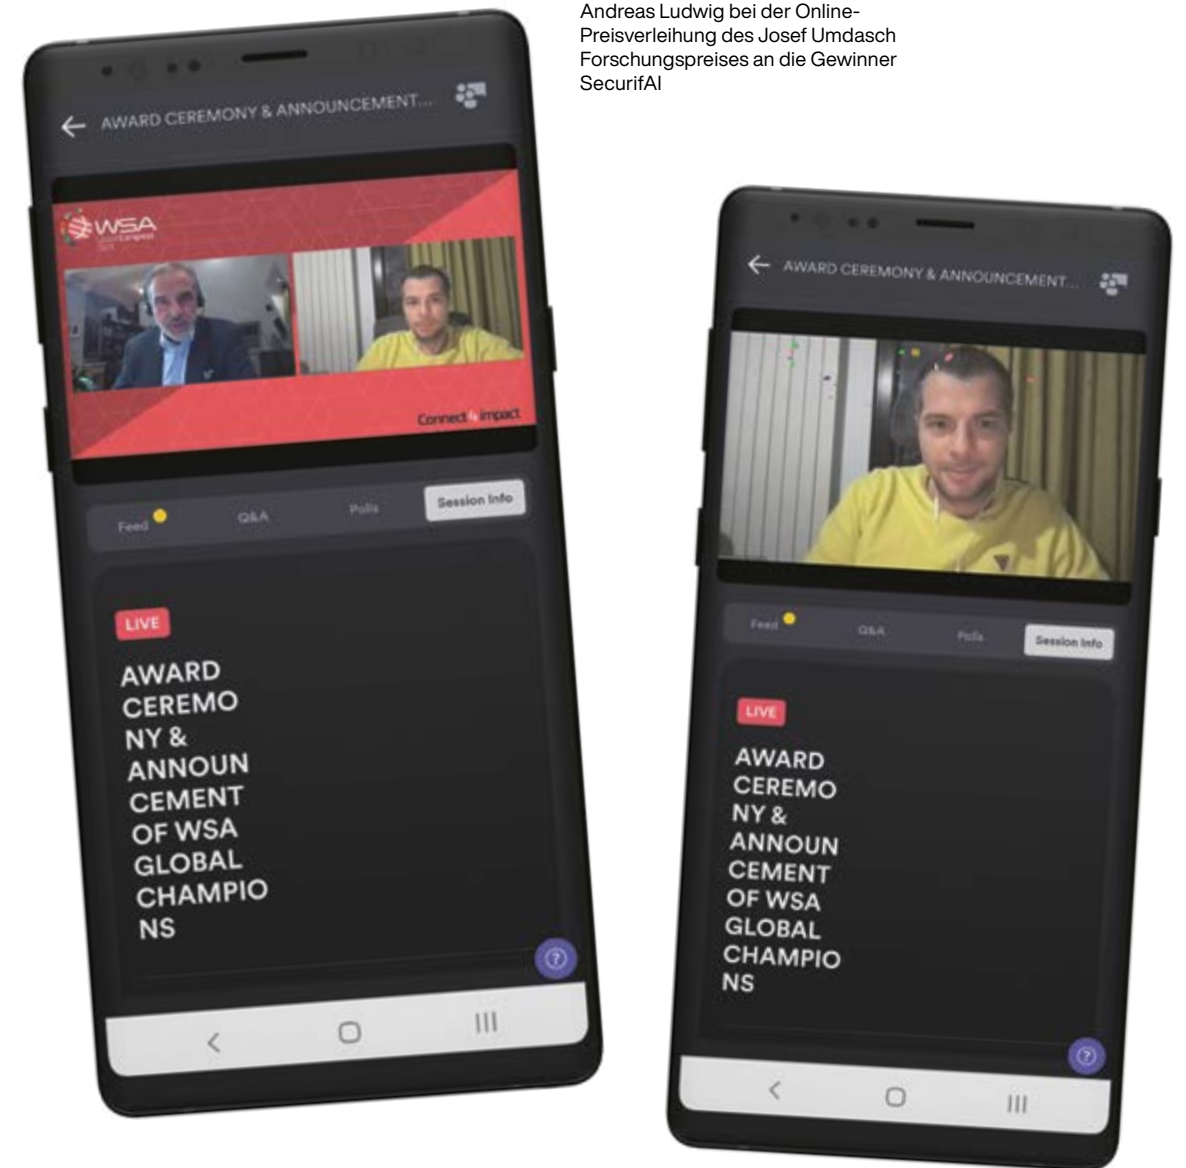 Andreas Ludwig bei der Online-
Preisverleihung des Josef Umdasch
Forschungspreises an die Gewinner
SecurifAI
AWARD CEREMONY & ANNOUNCEMENT...
WSA
Connect4impact
Feed
Q&A
Polls
Session Info
LIVE
AWARD
CEREMO
NY &
ANNOUN
CEMENT
OF WSA
GLOBAL
CHAMPIO
NS
?
AWARD CEREMONY & ANNOUNCEMENT...
Feed
Q&A
Polls
Session Info
LIVE
AWARD
CEREMO
NY &
ANNOUN
CEMENT
OF WSA
GLOBAL
CHAMPIO
NS
?